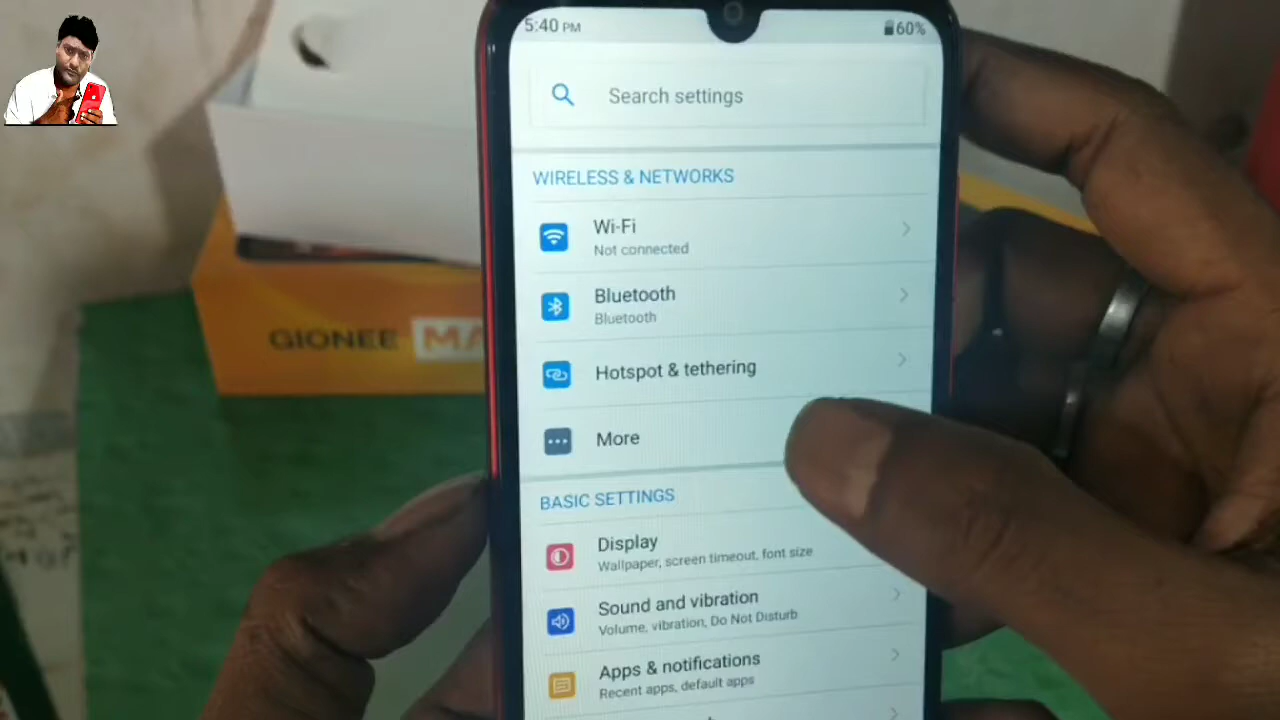 5:40 PM
60%
Search settings
WIRELESS & NETWORKS
Wi-Fi
Not connected
Bluetooth
Bluetooth
Hotspot & tethering
More
BASIC SETTINGS
Display
Wallpaper, screen timeout, font size
Sound and vibration
Volume, vibration, Do Not Disturb
Apps & notifications
Recent apps, default apps
GIONEE MA